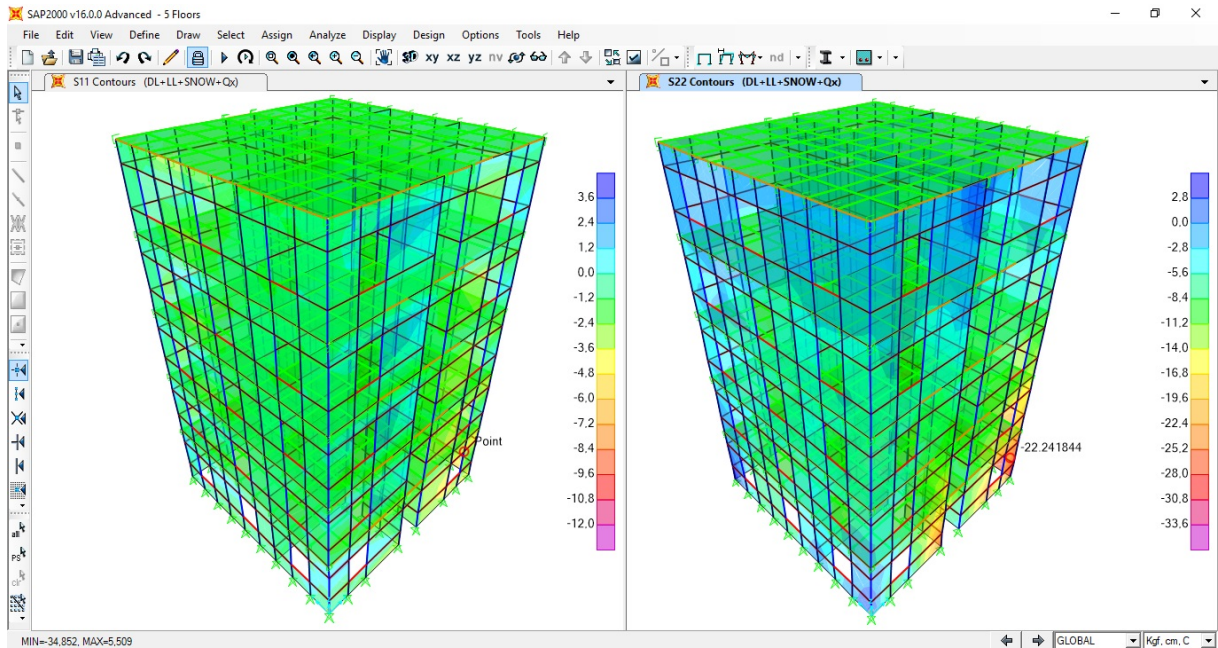 SAP2000 v16.0.0 Advanced - 5 Floors
File Edit View Define Draw Select Assign Analyze Display Design Options Tools Help
3D xy xz yz nv nd
S11 Contours (DL+LL+SNOW+Qx)
S22 Contours (DL+LL+SNOW+Qx)
3.6
2.4
1.2
0.0
-1.2
-2.4
-3.6
-4.8
-6.0
-7.2
-8.4
-9.6
-10.8
-12.0
Point
2.8
0.0
-2.8
-5.6
-8.4
-11.2
-14.0
-16.8
-19.6
-22.4
-25.2
-28.0
-30.8
-33.6
-22.241844
all
PS
clr
MIN=-34,852, MAX=5,509
GLOBAL
Kgf, cm, C